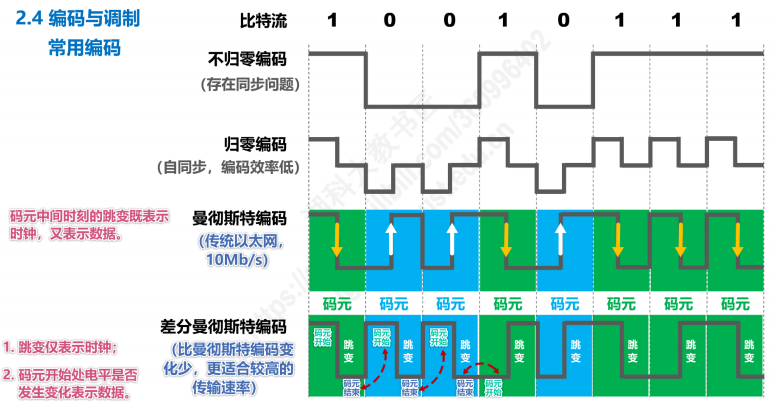 2.4 编码与调制
常用编码
比特流 1 0 0 1 0 1 1 1
不归零编码
（存在同步问题）
归零编码
（自同步，编码效率低）
曼彻斯特编码
（传统以太网，
10Mb/s）
码元中间时刻的跳变既表示
时钟，又表示数据。
码元 码元 码元 码元 码元 码元 码元 码元
差分曼彻斯特编码
（比曼彻斯特编码变
化少，更适合较高的
传输速率）
1. 跳变仅表示时钟；
2. 码元开始处电平是否
发生变化表示数据。
码元
开始
跳变
码元
开始
跳变
码元
开始
跳变
跳变
跳变
跳变
跳变
跳变
码元
结束
码元
结束
码元
结束
码元
开始